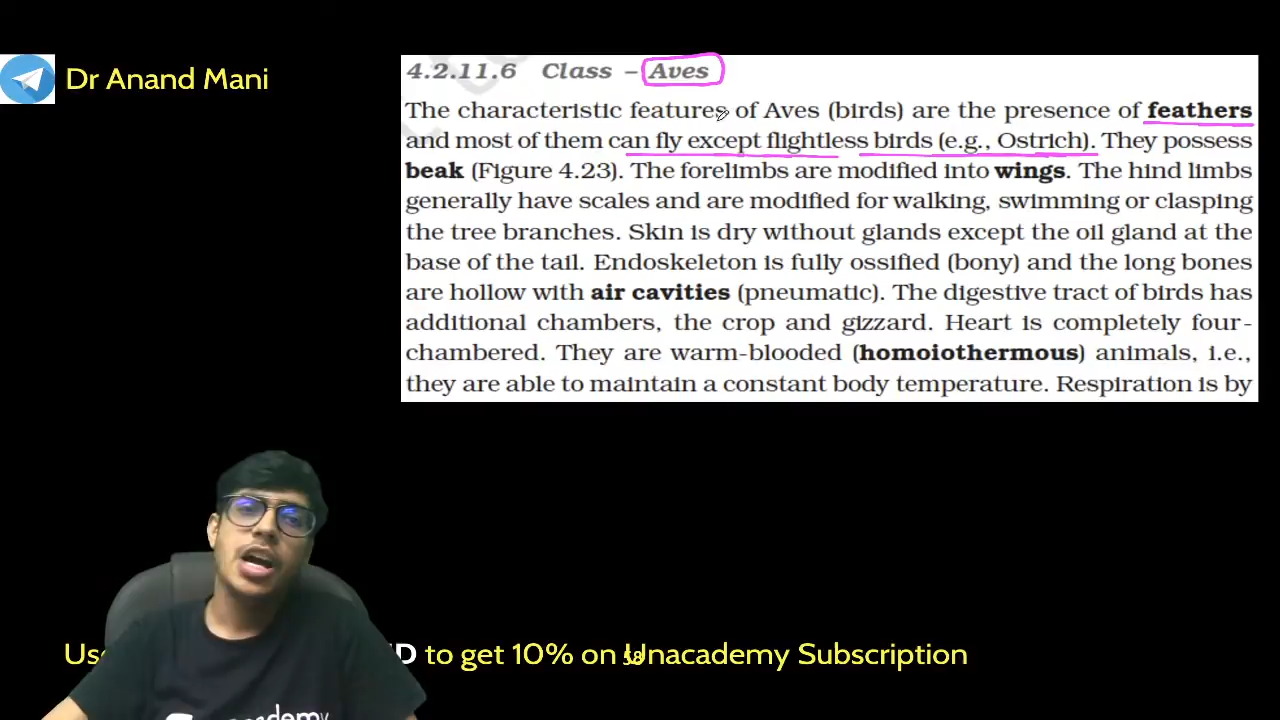 Dr Anand Mani
4.2.11.6 Class – Aves
The characteristic features of Aves (birds) are the presence of feathers
and most of them can fly except flightless birds (e.g., Ostrich). They possess
beak (Figure 4.23). The forelimbs are modified into wings. The hind limbs
generally have scales and are modified for walking, swimming or clasping
the tree branches. Skin is dry without glands except the oil gland at the
base of the tail. Endoskeleton is fully ossified (bony) and the long bones
are hollow with air cavities (pneumatic). The digestive tract of birds has
additional chambers, the crop and gizzard. Heart is completely four-
chambered. They are warm-blooded (homoiothermous) animals, i.e.,
they are able to maintain a constant body temperature. Respiration is by
to get 10% on Unacademy Subscription
58